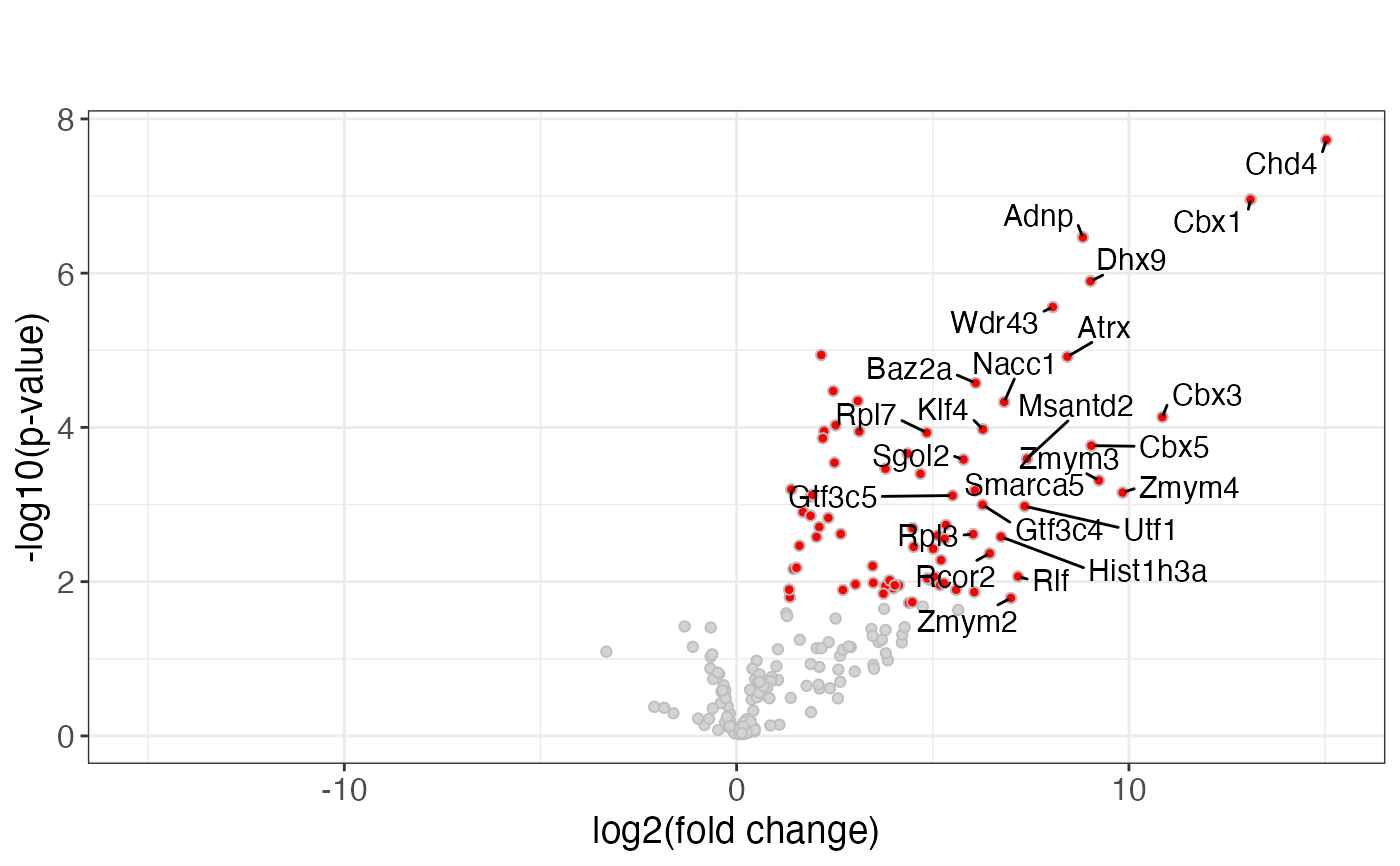 8
Chd4
Adnp
Cbx1
Dhx9
6
Wdr43
Atrx
Nacc1
Baz2a
Cbx3
Msantd2
Klf4
Rpl7
4
Cbx5
Sgol2
Zmym3
Smarca5
Zmym4
Gtf3c5
Gtf3c4
Utf1
Rpl3
Hist1h3a
Rcor2
Rlf
2
Zmym2
0
-log10(p-value)
-10
0
10
log2(fold change)